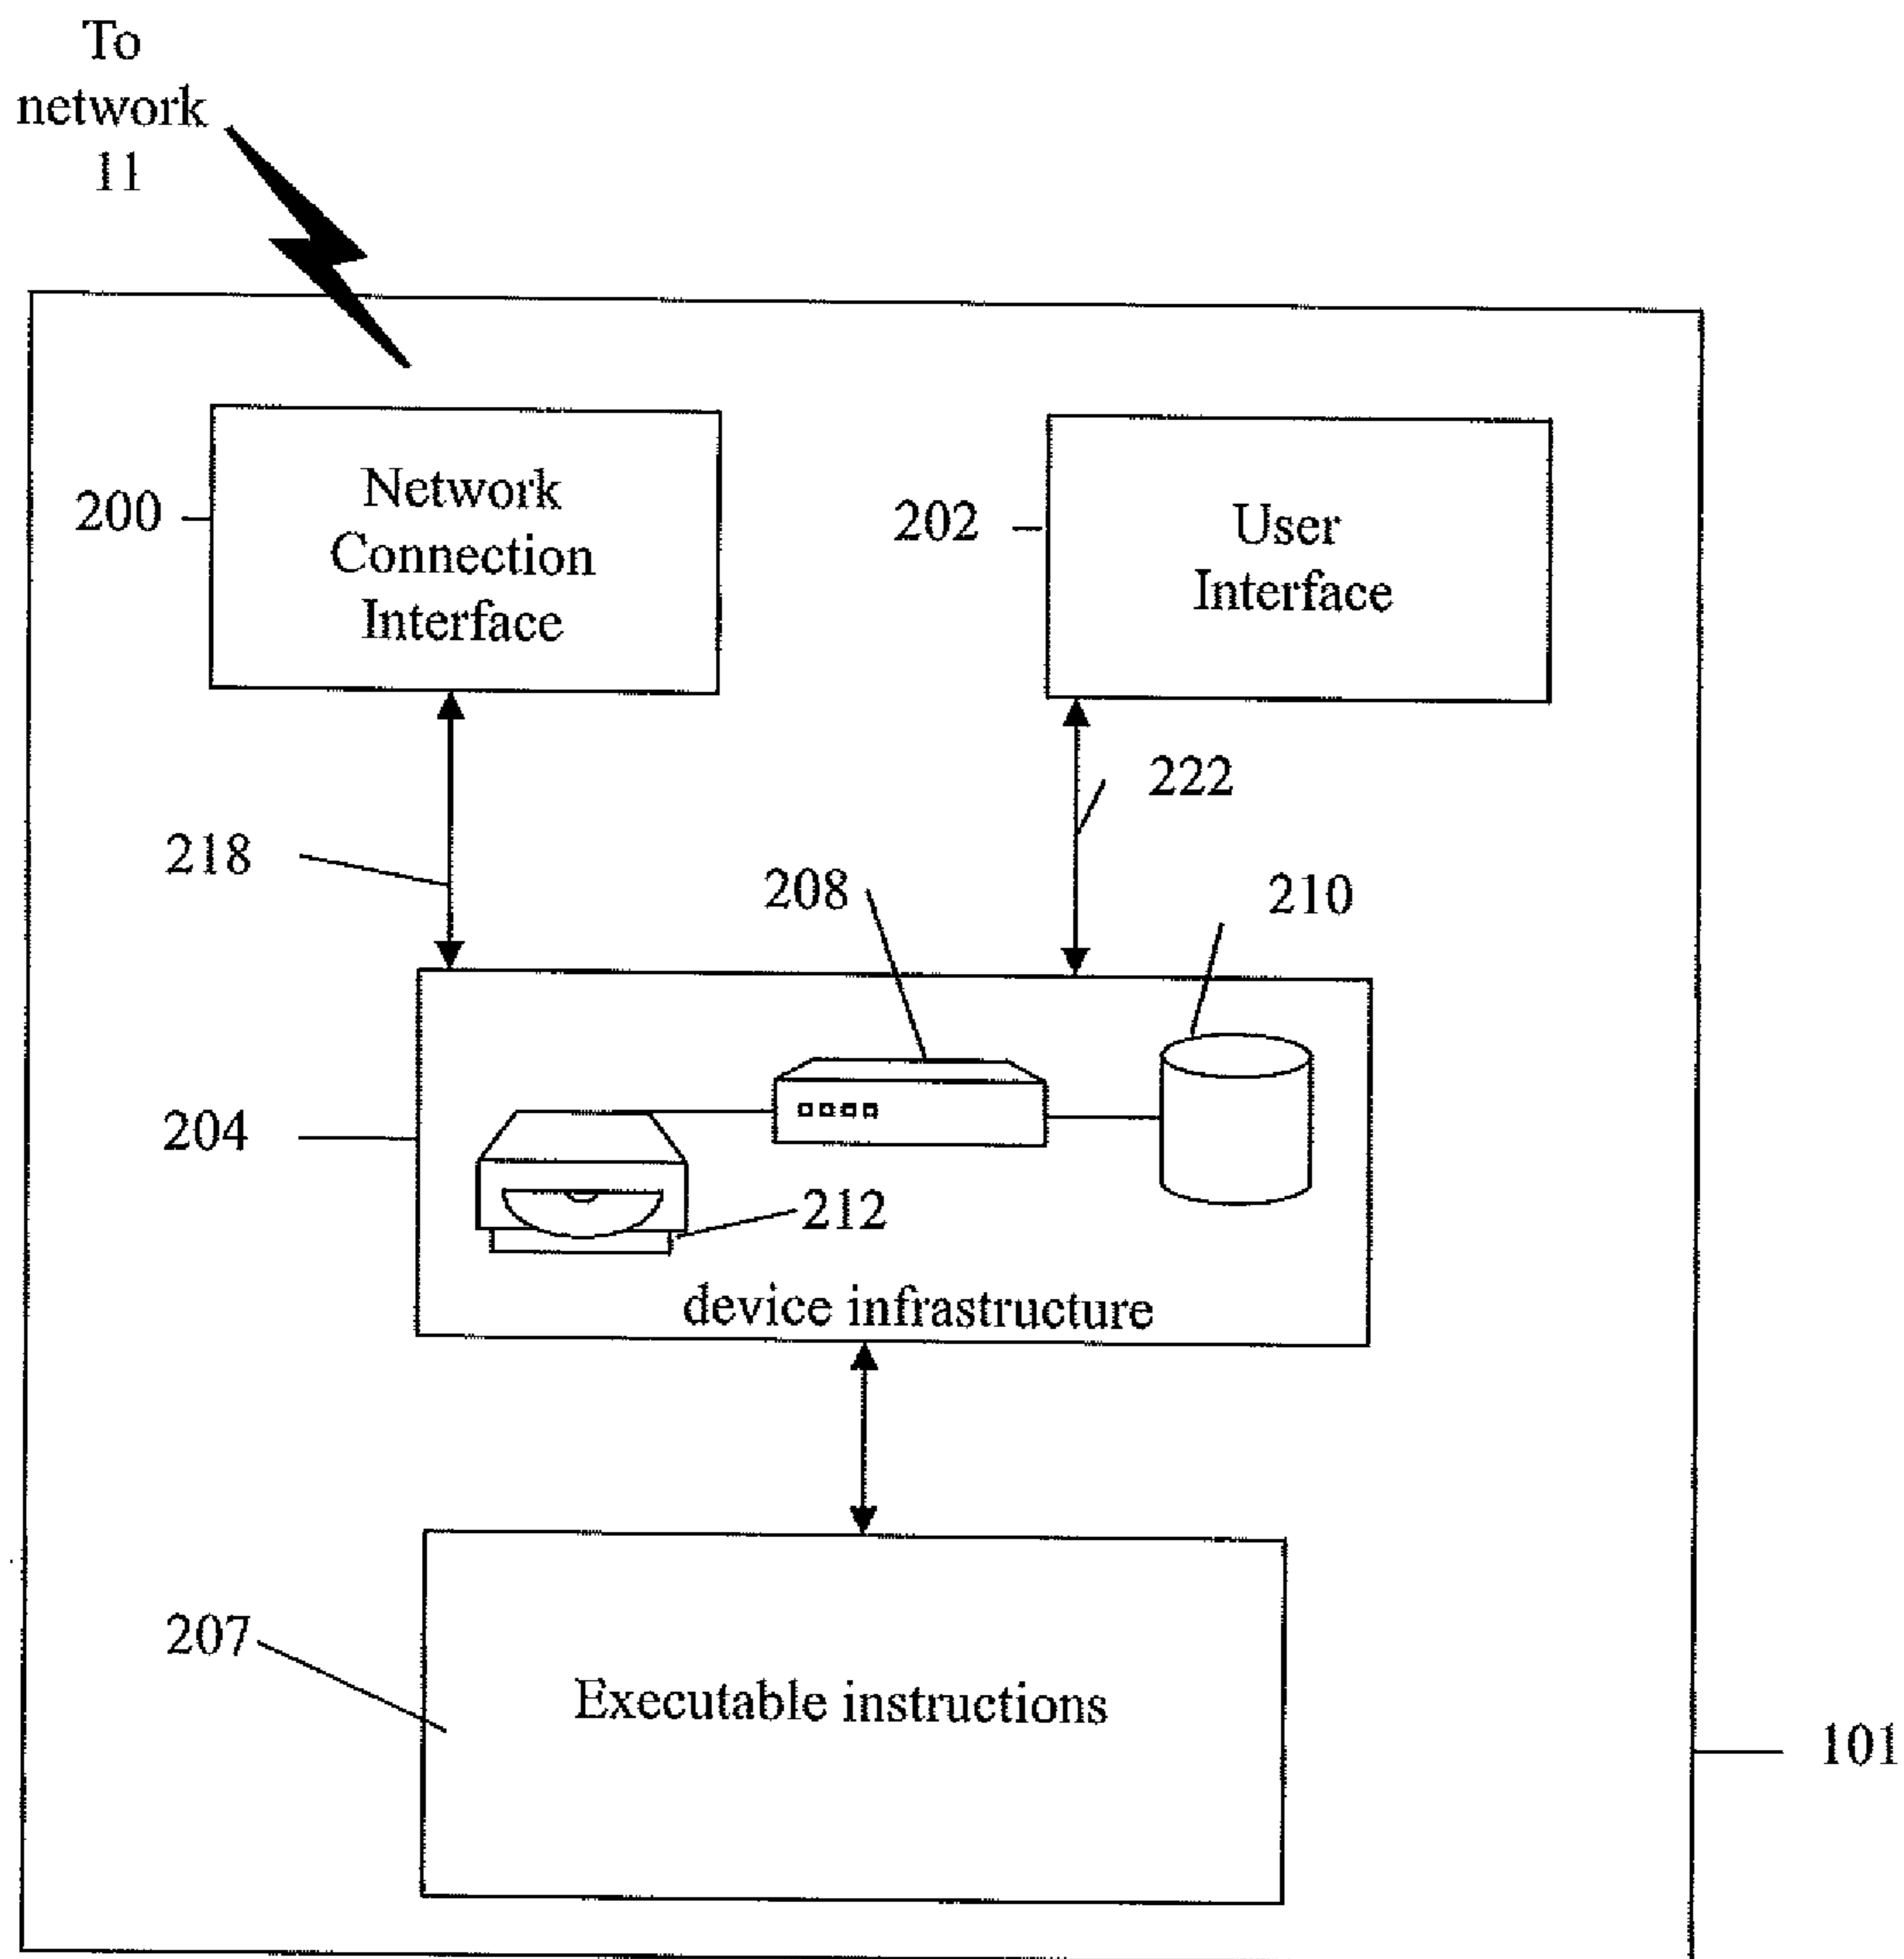 To
network
11
200
Network
Connection
Interface
202
User
Interface
222
218
208
210
204
212
device infrastructure
207
Executable instructions
101